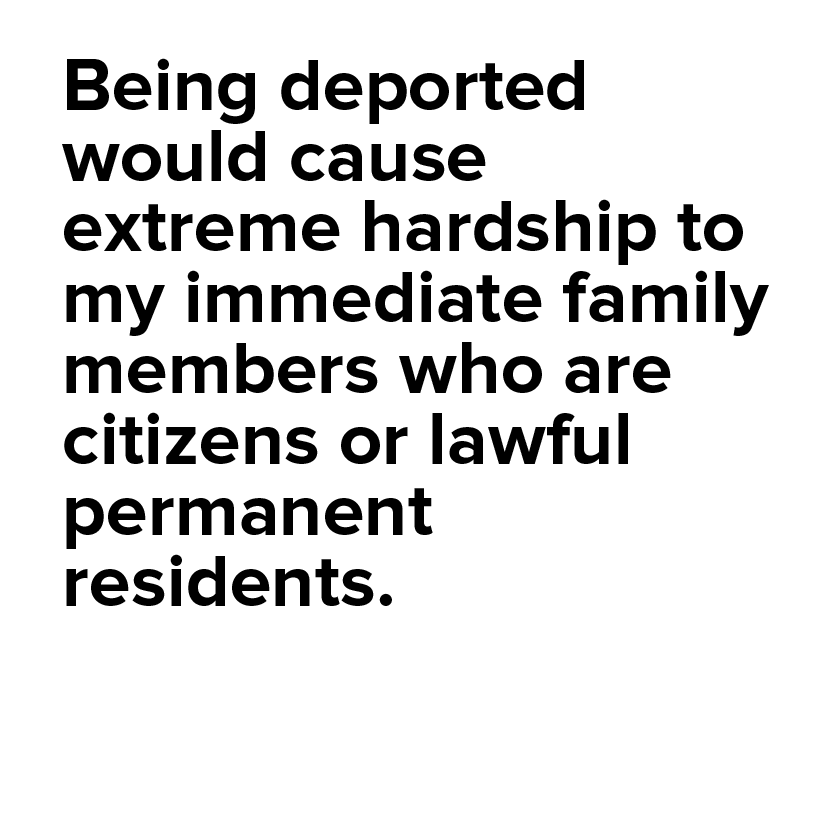 Being deported
would cause
extreme hardship to
my immediate family
members who are
citizens or lawful
permanent
residents.